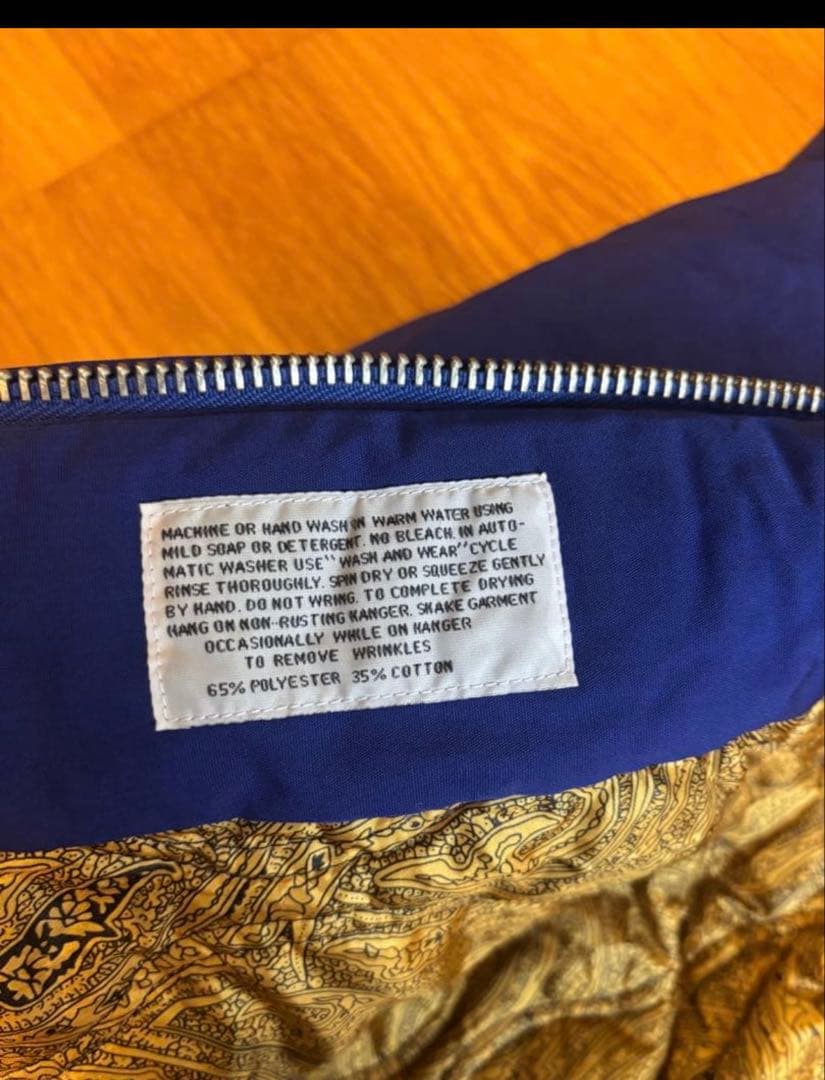 MACHINE OR HAND WASH IN WARM WATER USING
MILD SOAP OR DETERGENT. NO BLEACH. IN AUTO-
MATIC WASHER USE "WASH AND WEAR" CYCLE
RINSE THOROUGHLY. SPIN DRY OR SQUEEZE GENTLY
BY HAND. DO NOT WRING. TO COMPLETE DRYING
HANG ON NON-RUSTING HANGER. SHAKE GARMENT
OCCASIONALLY WHILE ON HANGER
TO REMOVE WRINKLES
65% POLYESTER 35% COTTON